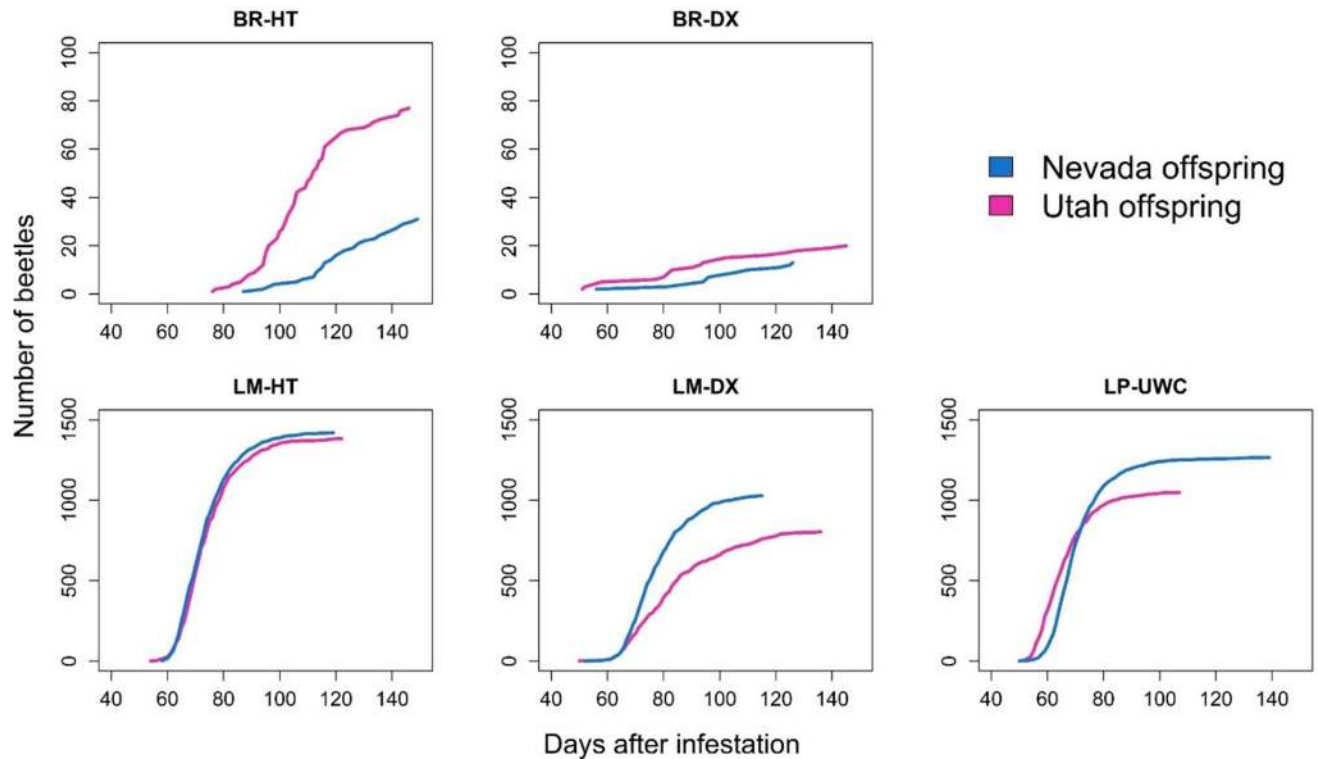 BR-HT
BR-DX
100
80
60
40
20
0
40 60 80 100 120 140
100
80
60
40
20
0
40 60 80 100 120 140
Nevada offspring
Utah offspring
Number of beetles
LM-HT
LM-DX
LP-UWC
1500
1000
500
0
40 60 80 100 120 140
1500
1000
500
0
40 60 80 100 120 140
1500
1000
500
0
40 60 80 100 120 140
Days after infestation